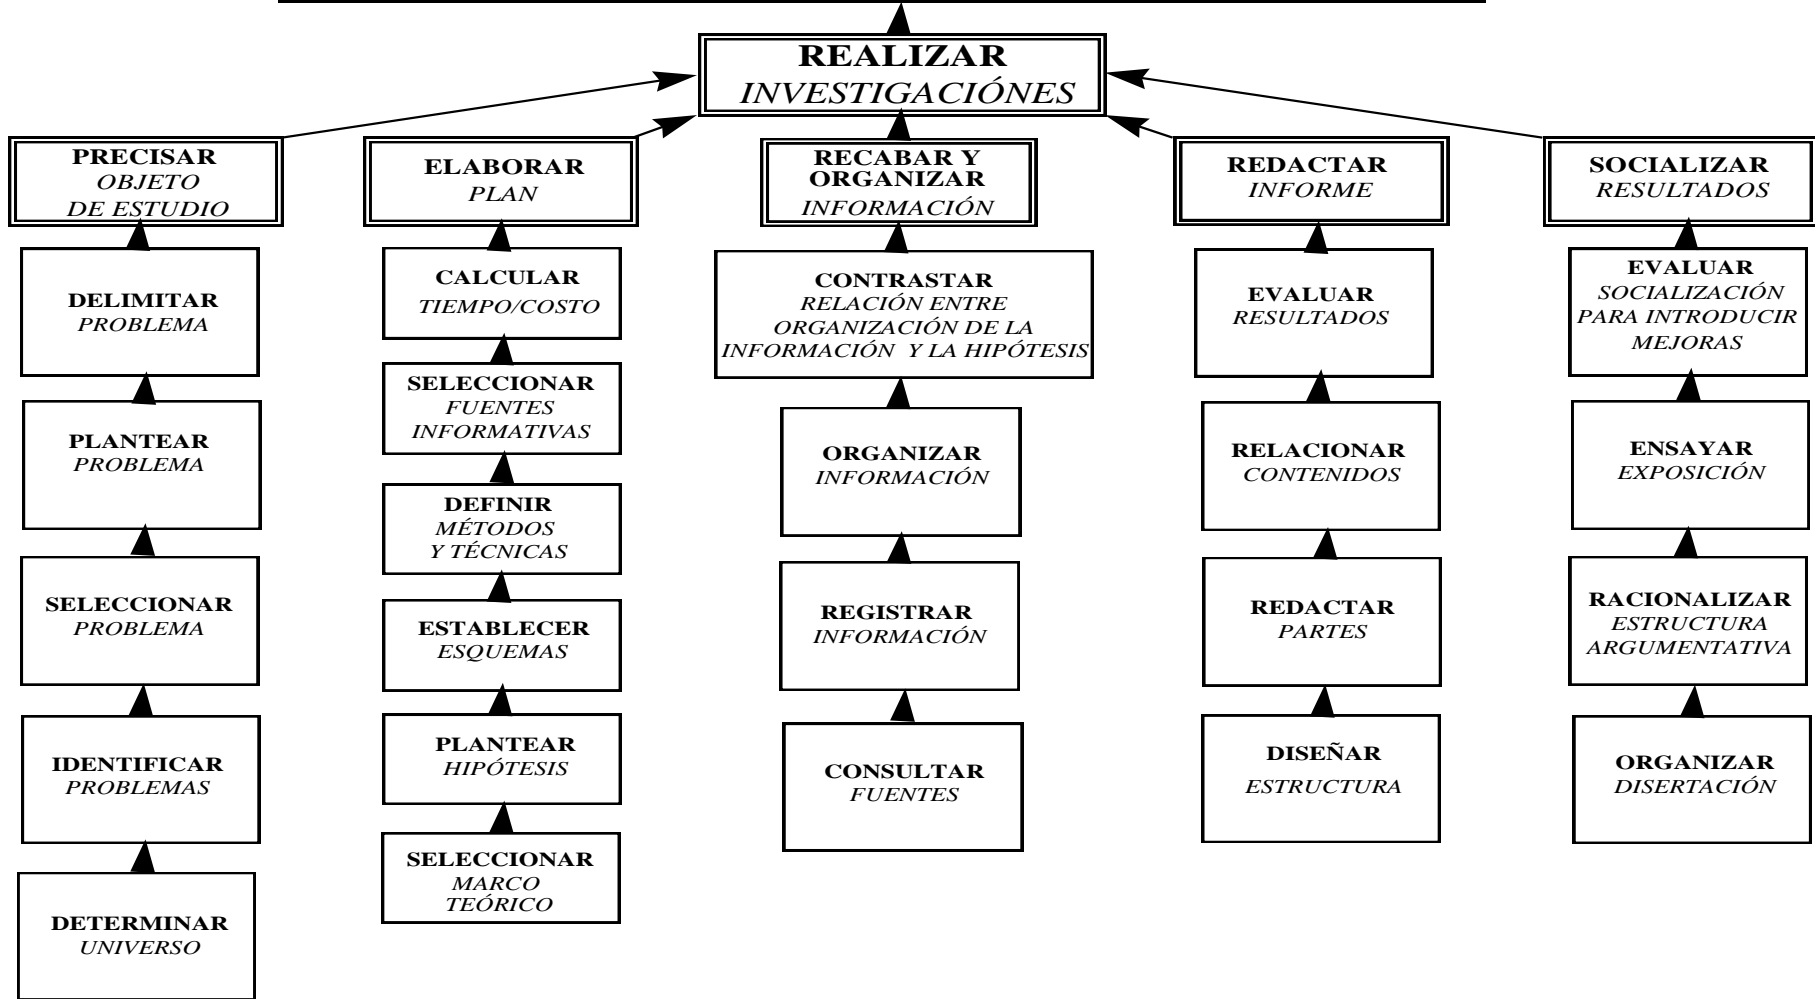 REALIZAR
INVESTIGACIÓNES
PRECISAR
OBJETO
DE ESTUDIO
DELIMITAR
PROBLEMA
PLANTEAR
PROBLEMA
SELECCIONAR
PROBLEMA
IDENTIFICAR
PROBLEMAS
DETERMINAR
UNIVERSO
ELABORAR
PLAN
CALCULAR
TIEMPO/COSTO
SELECCIONAR
FUENTES
INFORMATIVAS
DEFINIR
MÉTODOS
Y TÉCNICAS
ESTABLECER
ESQUEMAS
PLANTEAR
HIPÓTESIS
SELECCIONAR
MARCO
TEÓRICO
RECABAR Y
ORGANIZAR
INFORMACIÓN
CONTRASTAR
RELACIÓN ENTRE
ORGANIZACIÓN DE LA
INFORMACIÓN Y LA HIPÓTESIS
ORGANIZAR
INFORMACIÓN
REGISTRAR
INFORMACIÓN
CONSULTAR
FUENTES
REDACTAR
INFORME
EVALUAR
RESULTADOS
RELACIONAR
CONTENIDOS
REDACTAR
PARTES
DISEÑAR
ESTRUCTURA
SOCIALIZAR
RESULTADOS
EVALUAR
SOCIALIZACIÓN
PARA INTRODUCIR
MEJORAS
ENSAYAR
EXPOSICIÓN
RACIONALIZAR
ESTRUCTURA
ARGUMENTATIVA
ORGANIZAR
DISERTACIÓN